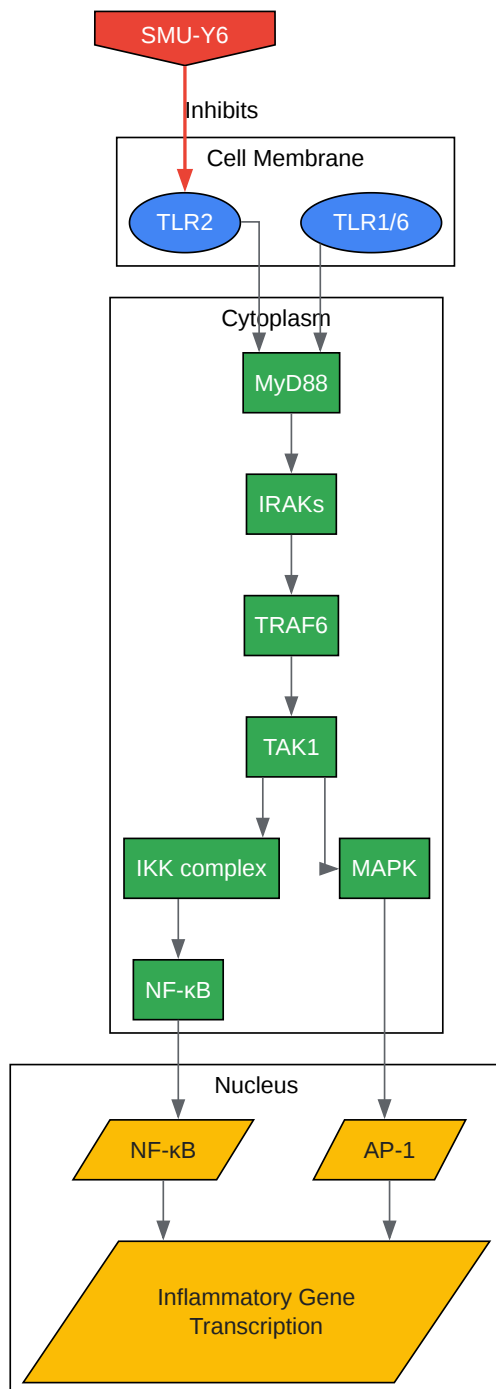 SMU-Y6
Inhibits
Cell Membrane
TLR2
TLR1/6
Cytoplasm
MyD88
IRAKs
TRAF6
TAK1
IKK complex
MAPK
NF-κB
Nucleus
NF-κB
AP-1
Inflammatory Gene
Transcription